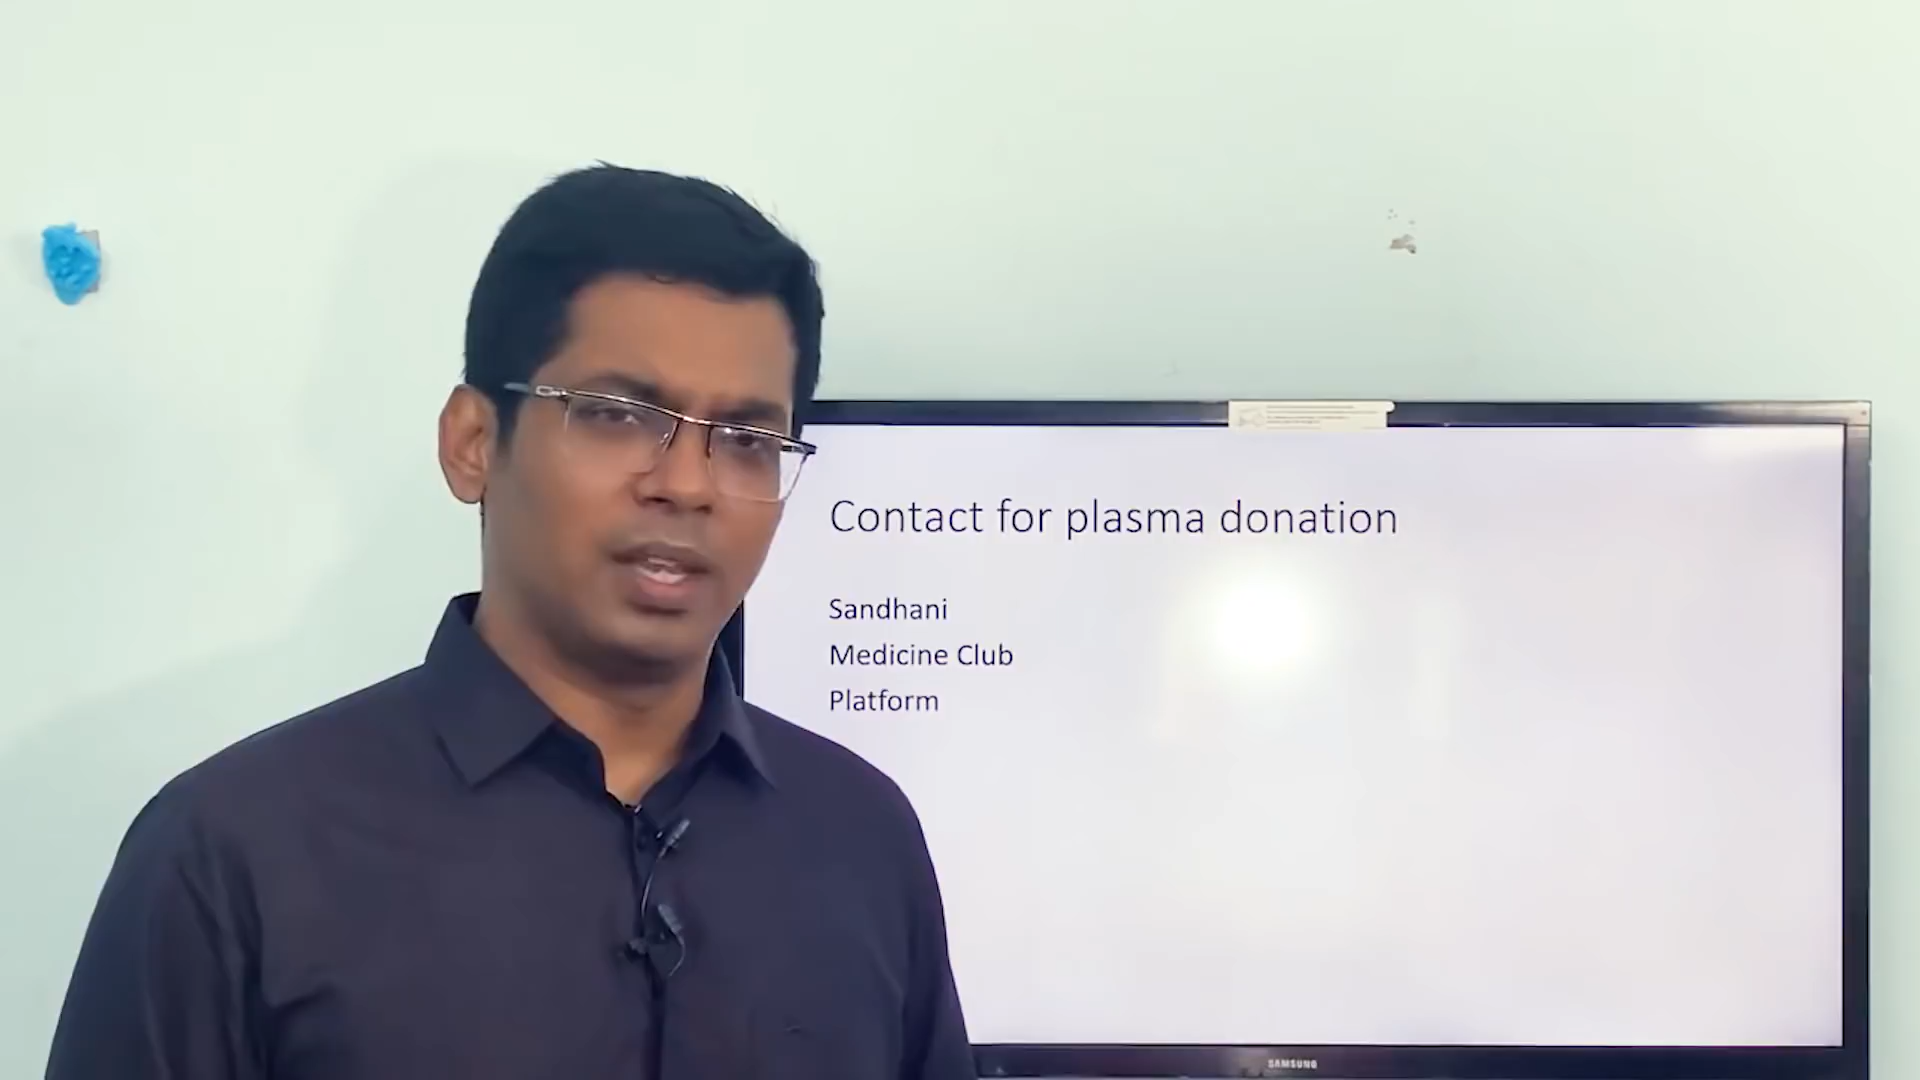 Contact for plasma donation
Sandhani
Medicine Club
Platform
SAMSUNG